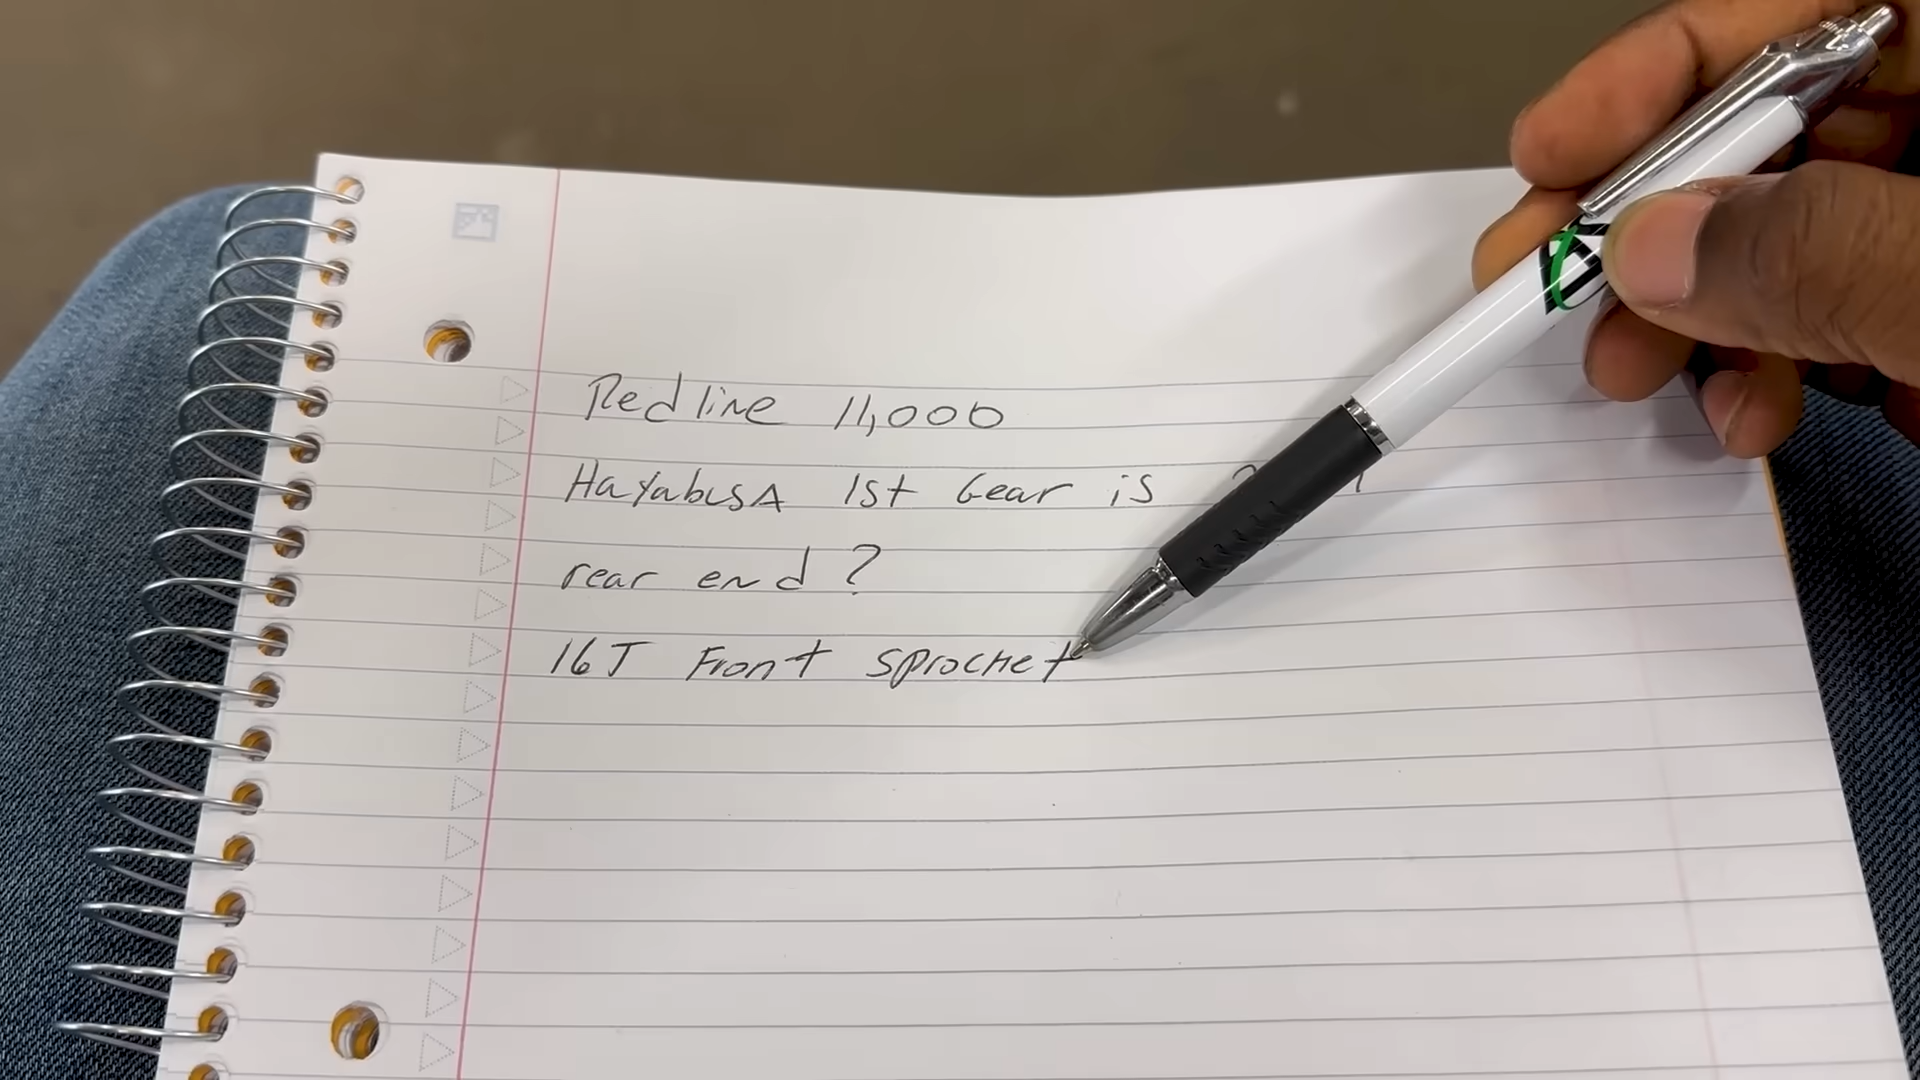 Redline 11,000
HayabusA 1st Gear is
rear end ?
16T Front sprocket